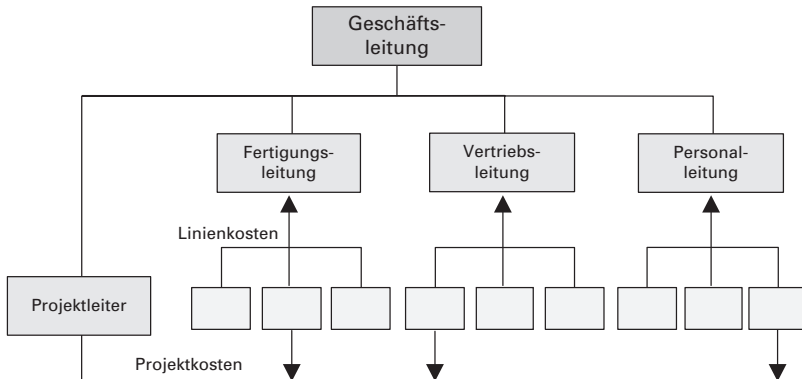 Geschäfts-
leitung
Fertigungs-
leitung
Vertriebs-
leitung
Personal-
leitung
Linienkosten
Projektleiter
Projektkosten